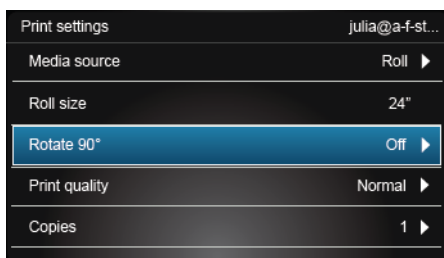 Print settings julia@a-f-st...
Media source Roll
Roll size 24"
Rotate 90° Off
Print quality Normal
Copies 1